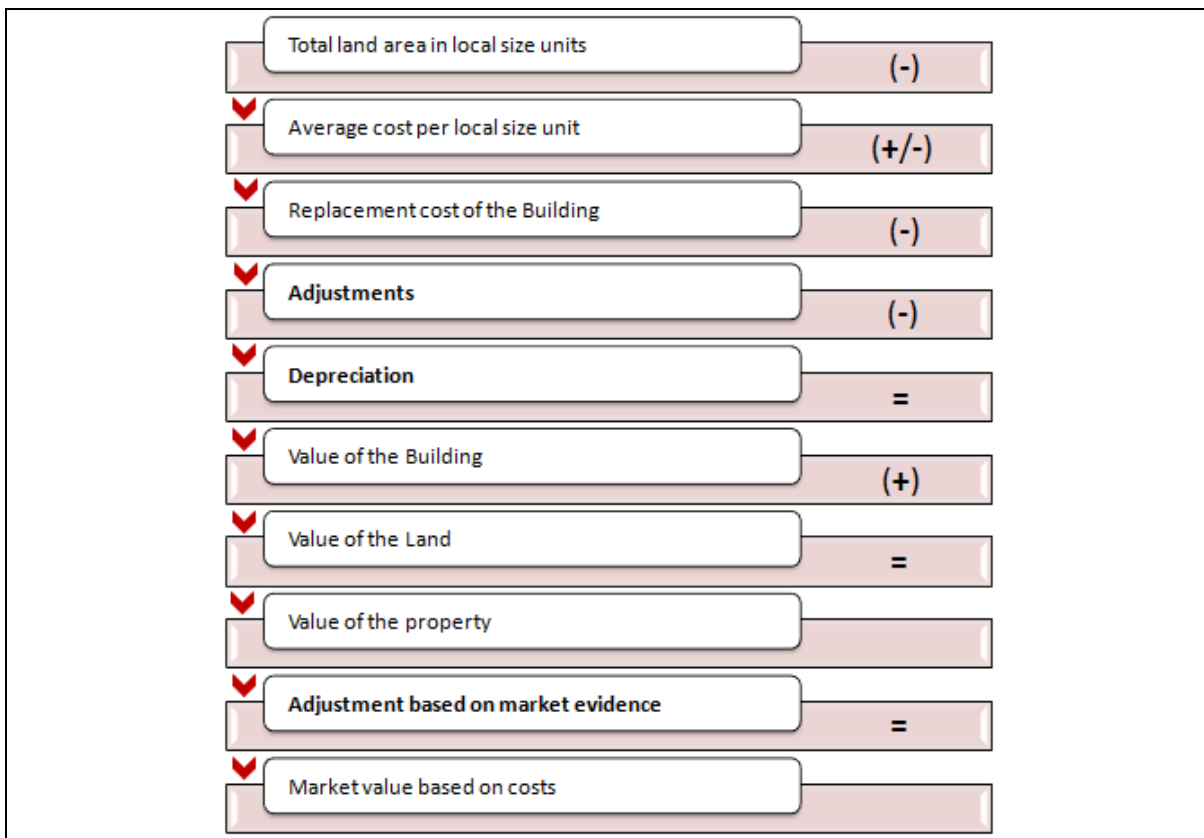 Total land area in local size units
(-)
Average cost per local size unit
(+/-)
Replacement cost of the Building
(-)
Adjustments
(-)
Depreciation
=
Value of the Building
(+)
Value of the Land
=
Value of the property
Adjustment based on market evidence
=
Market value based on costs